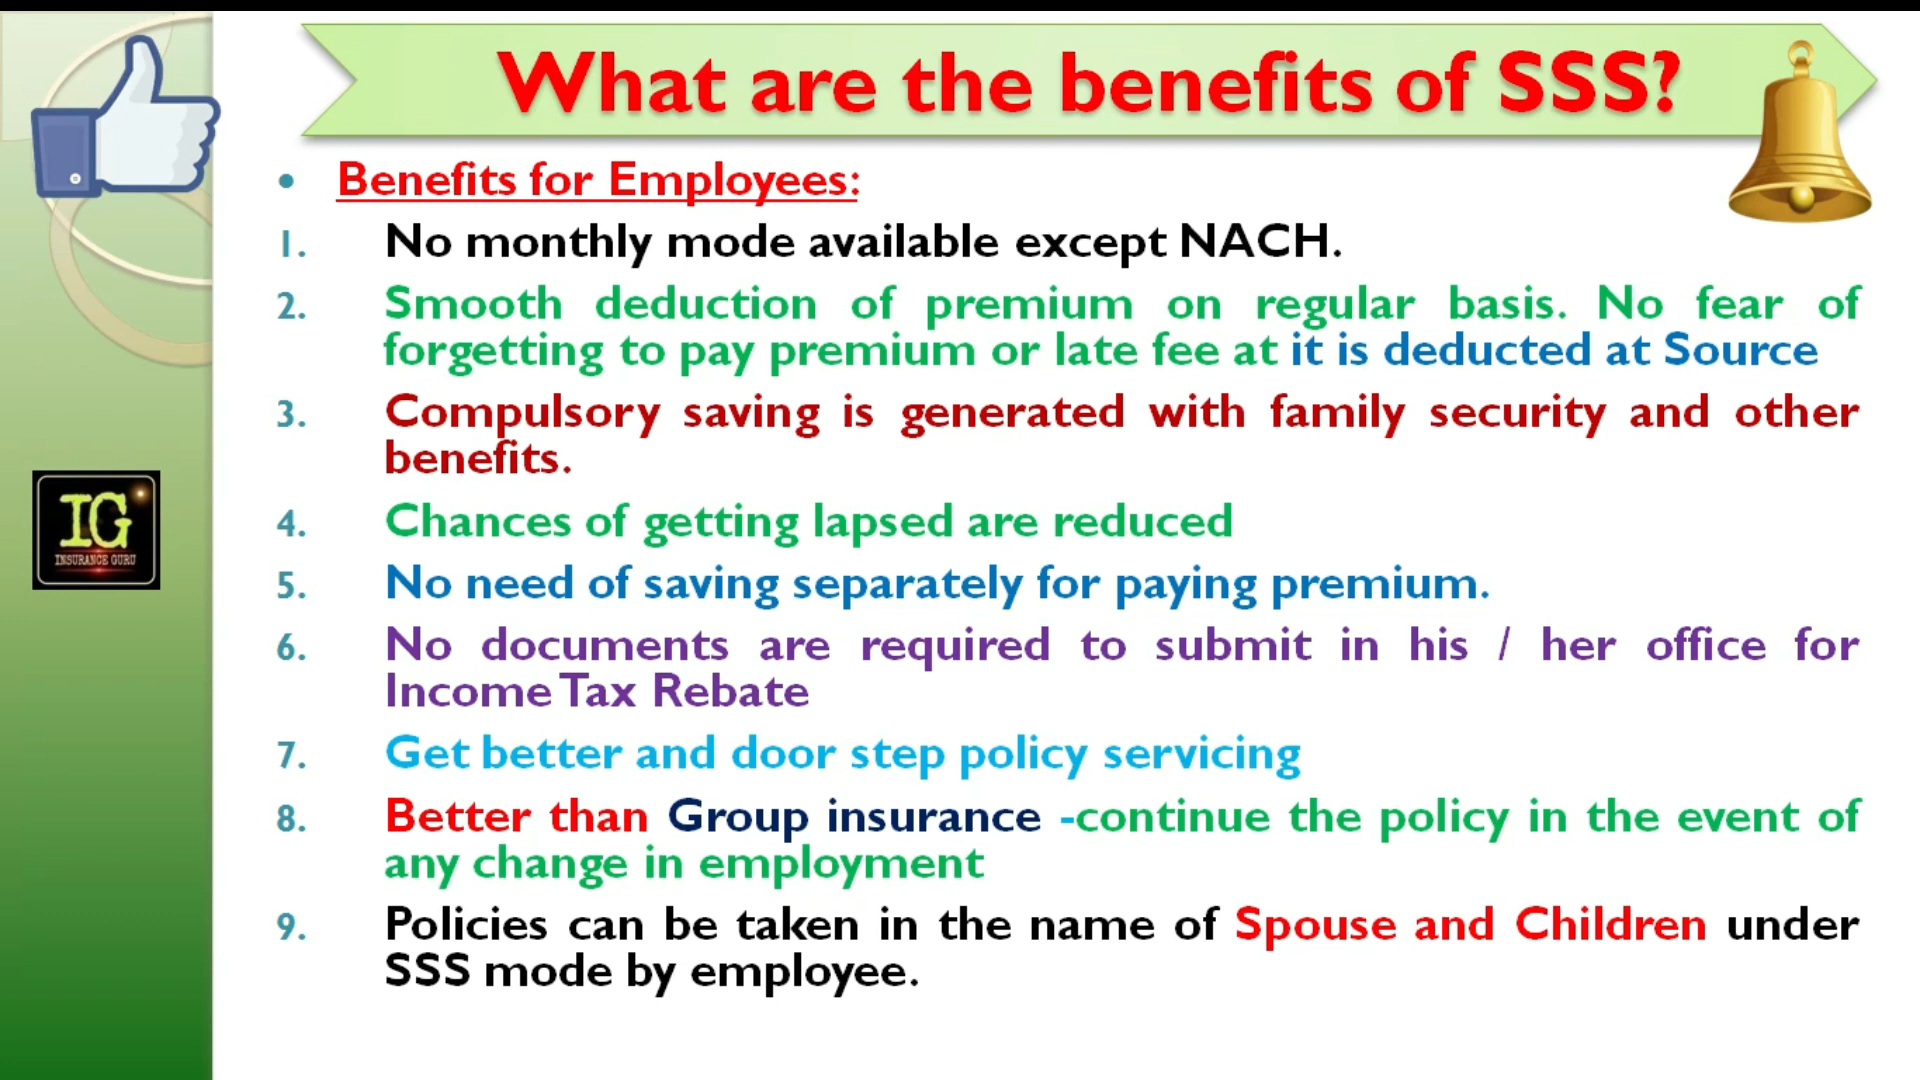 What are the benefits of SSS?
• Benefits for Employees:
1. No monthly mode available except NACH.
2. Smooth deduction of premium on regular basis. No fear of
forgetting to pay premium or late fee at it is deducted at Source
3. Compulsory saving is generated with family security and other
benefits.
4. Chances of getting lapsed are reduced
5. No need of saving separately for paying premium.
6. No documents are required to submit in his / her office for
Income Tax Rebate
7. Get better and door step policy servicing
8. Better than Group insurance -continue the policy in the event of
any change in employment
9. Policies can be taken in the name of Spouse and Children under
SSS mode by employee.
IG
INSURANCE GURU